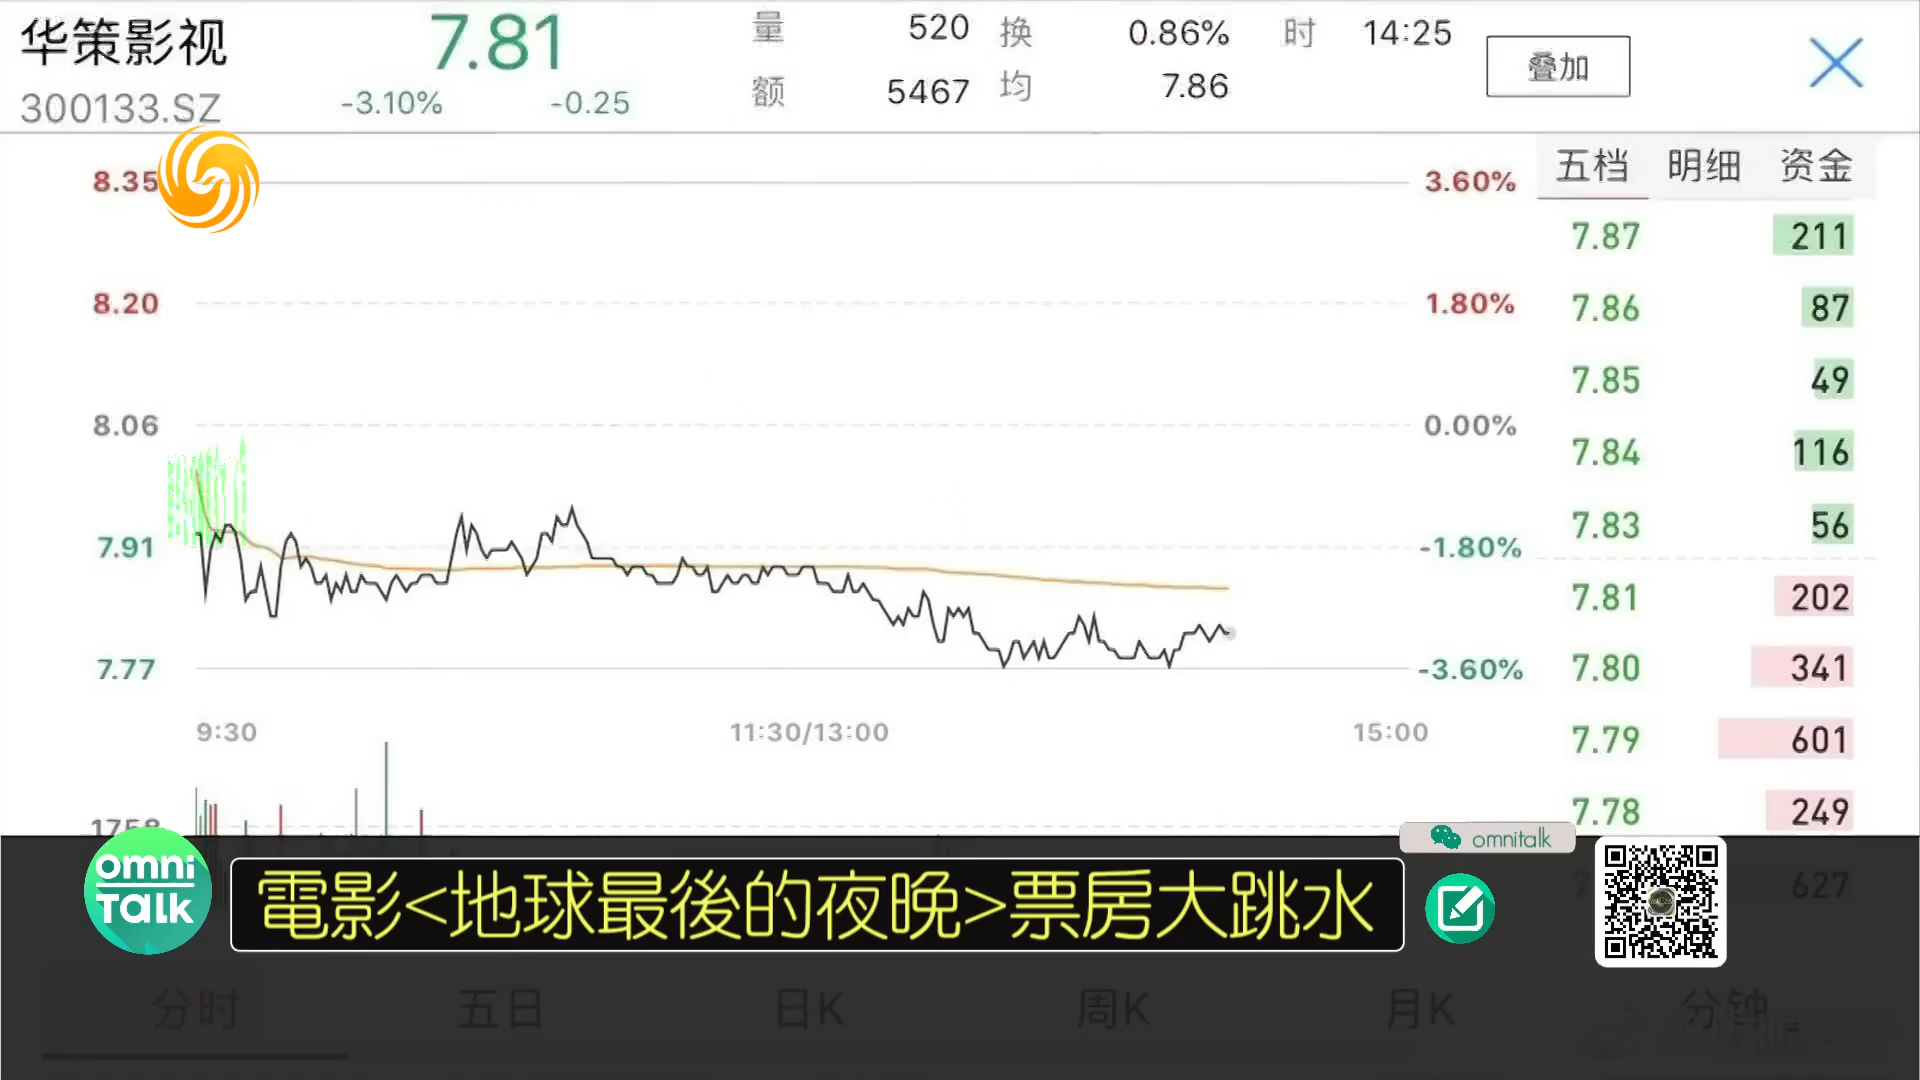 华策影视 7.81 量 520 换 0.86% 时 14:25 叠加
300133.SZ -3.10% -0.25 额 5467 均 7.86
五档 明细 资金
8.35 3.60%
7.87 211
8.20 1.80%
7.86 87
7.85 49
8.06 0.00%
7.84 116
7.83 56
7.91 -1.80%
7.81 202
7.77 -3.60%
7.80 341
9:30 11:30/13:00 15:00
7.79 601
7.78 249
1758
omnitalk
omni
Talk
電影<地球最後的夜晚>票房大跳水
627
分时 五日 日K 周K 月K 分钟